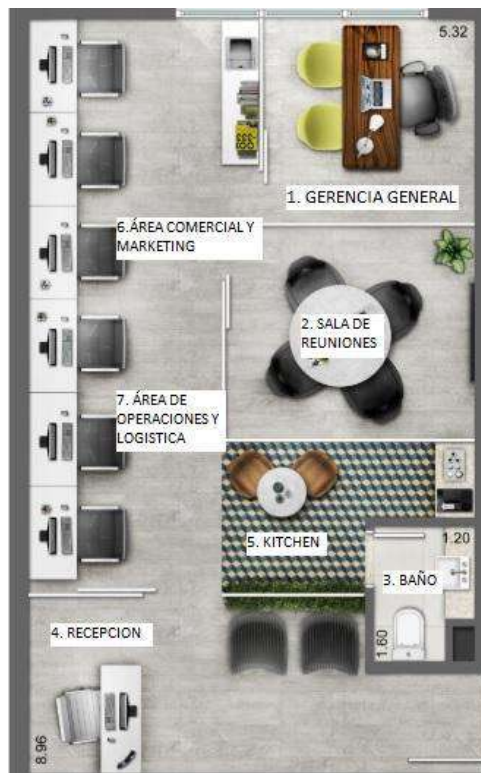 5.32
1. GERENCIA GENERAL
6.ÁREA COMERCIAL Y
MARKETING
2. SALA DE
REUNIONES
7. ÁREA DE
OPERACIONES Y
LOGISTICA
5. KITCHEN
1.20
3. BAÑO
1.60
4. RECEPCION
8.96